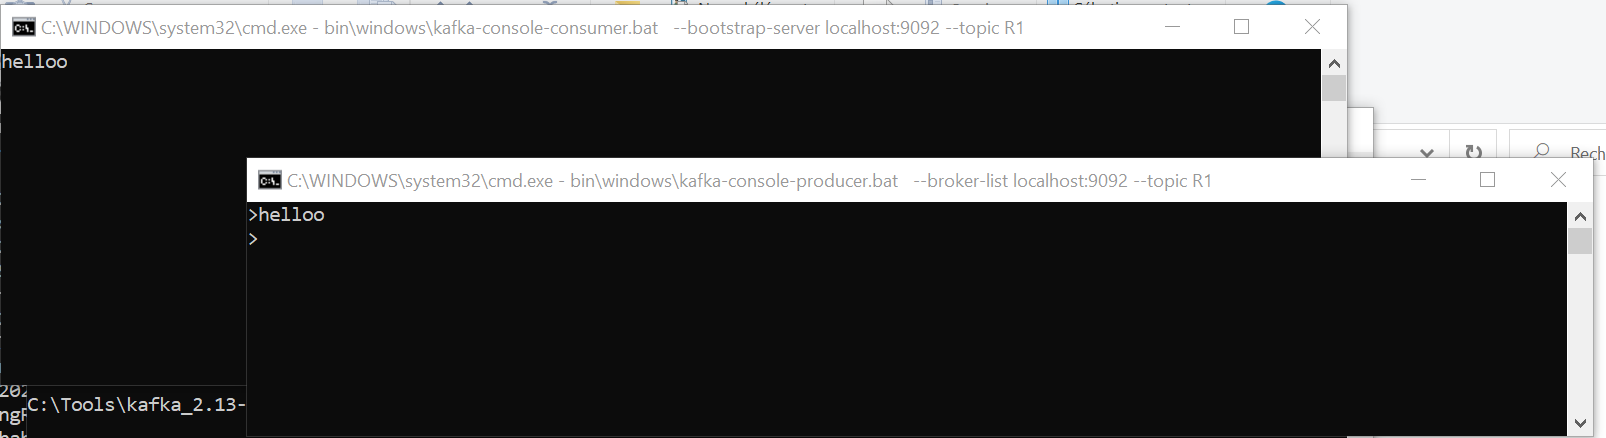 C:\WINDOWS\system32\cmd.exe - bin\windows\kafka-console-consumer.bat --bootstrap-server localhost:9092 --topic R1
helloo
Rech
C:\WINDOWS\system32\cmd.exe - bin\windows\kafka-console-producer.bat --broker-list localhost:9092 --topic R1
>helloo
>
202
C:\Tools\kafka_2.13-